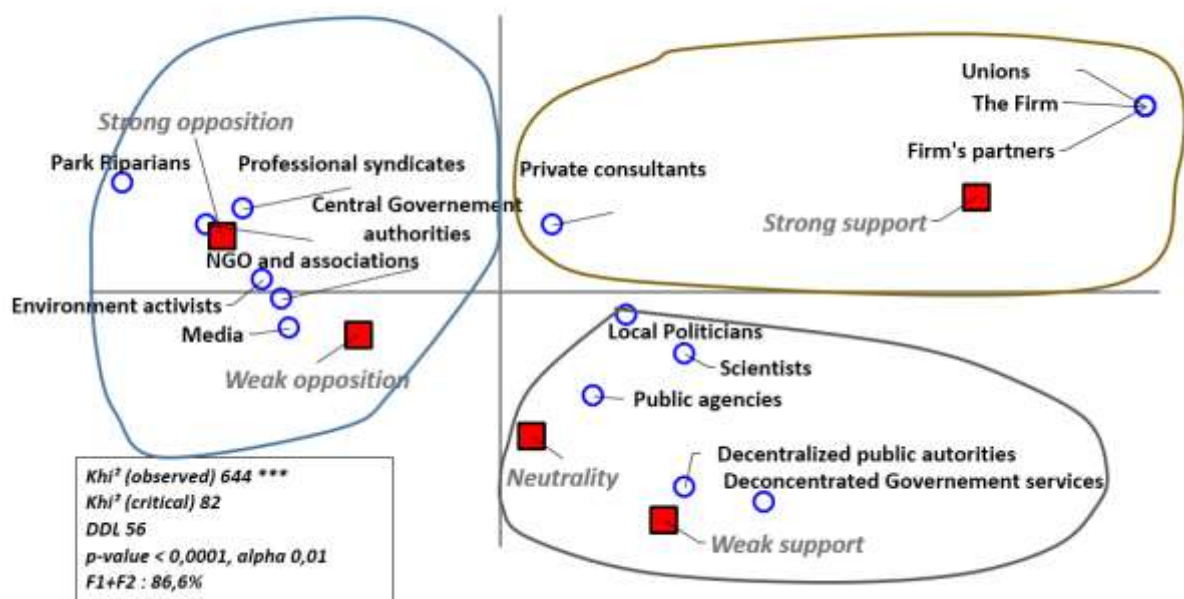 Unions
The Firm
Firm's partners
Strong opposition
Park Riparians
Professional syndicates
Private consultants
Central Governement
authorities
Strong support
NGO and associations
Environment activists
Media
Local Politicians
Scientists
Weak opposition
Public agencies
Decentralized public autorities
Neutrality
Deconcentrated Governement services
Weak support
Khi² (observed) 644 ***
Khi² (critical) 82
DDL 56
p-value < 0,0001, alpha 0,01
F1+F2 : 86,6%